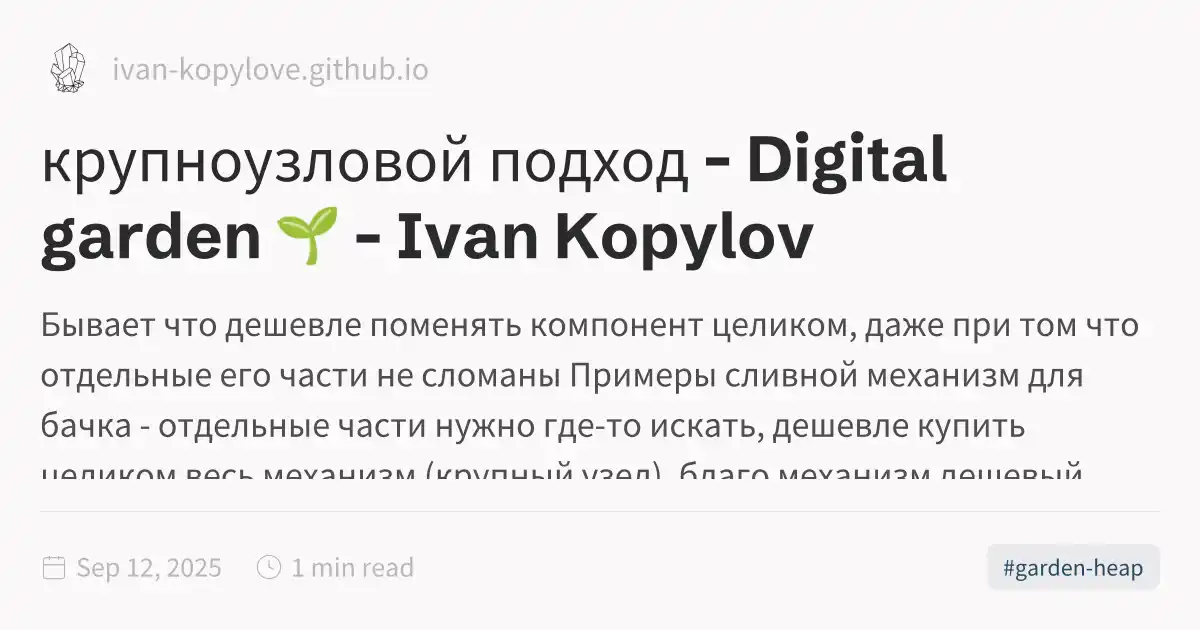 ivan-kopylove.github.io
крупноузловой подход - Digital
garden 🌱 - Ivan Kopylov
Бывает что дешевле поменять компонент целиком, даже при том что
отдельные его части не сломаны Примеры сливной механизм для
бачка - отдельные части нужно где-то искать, дешевле купить
целиком весь механизм (крупный узел), благо механизм дешевый
Sep 12, 2025
1 min read
#garden-heap